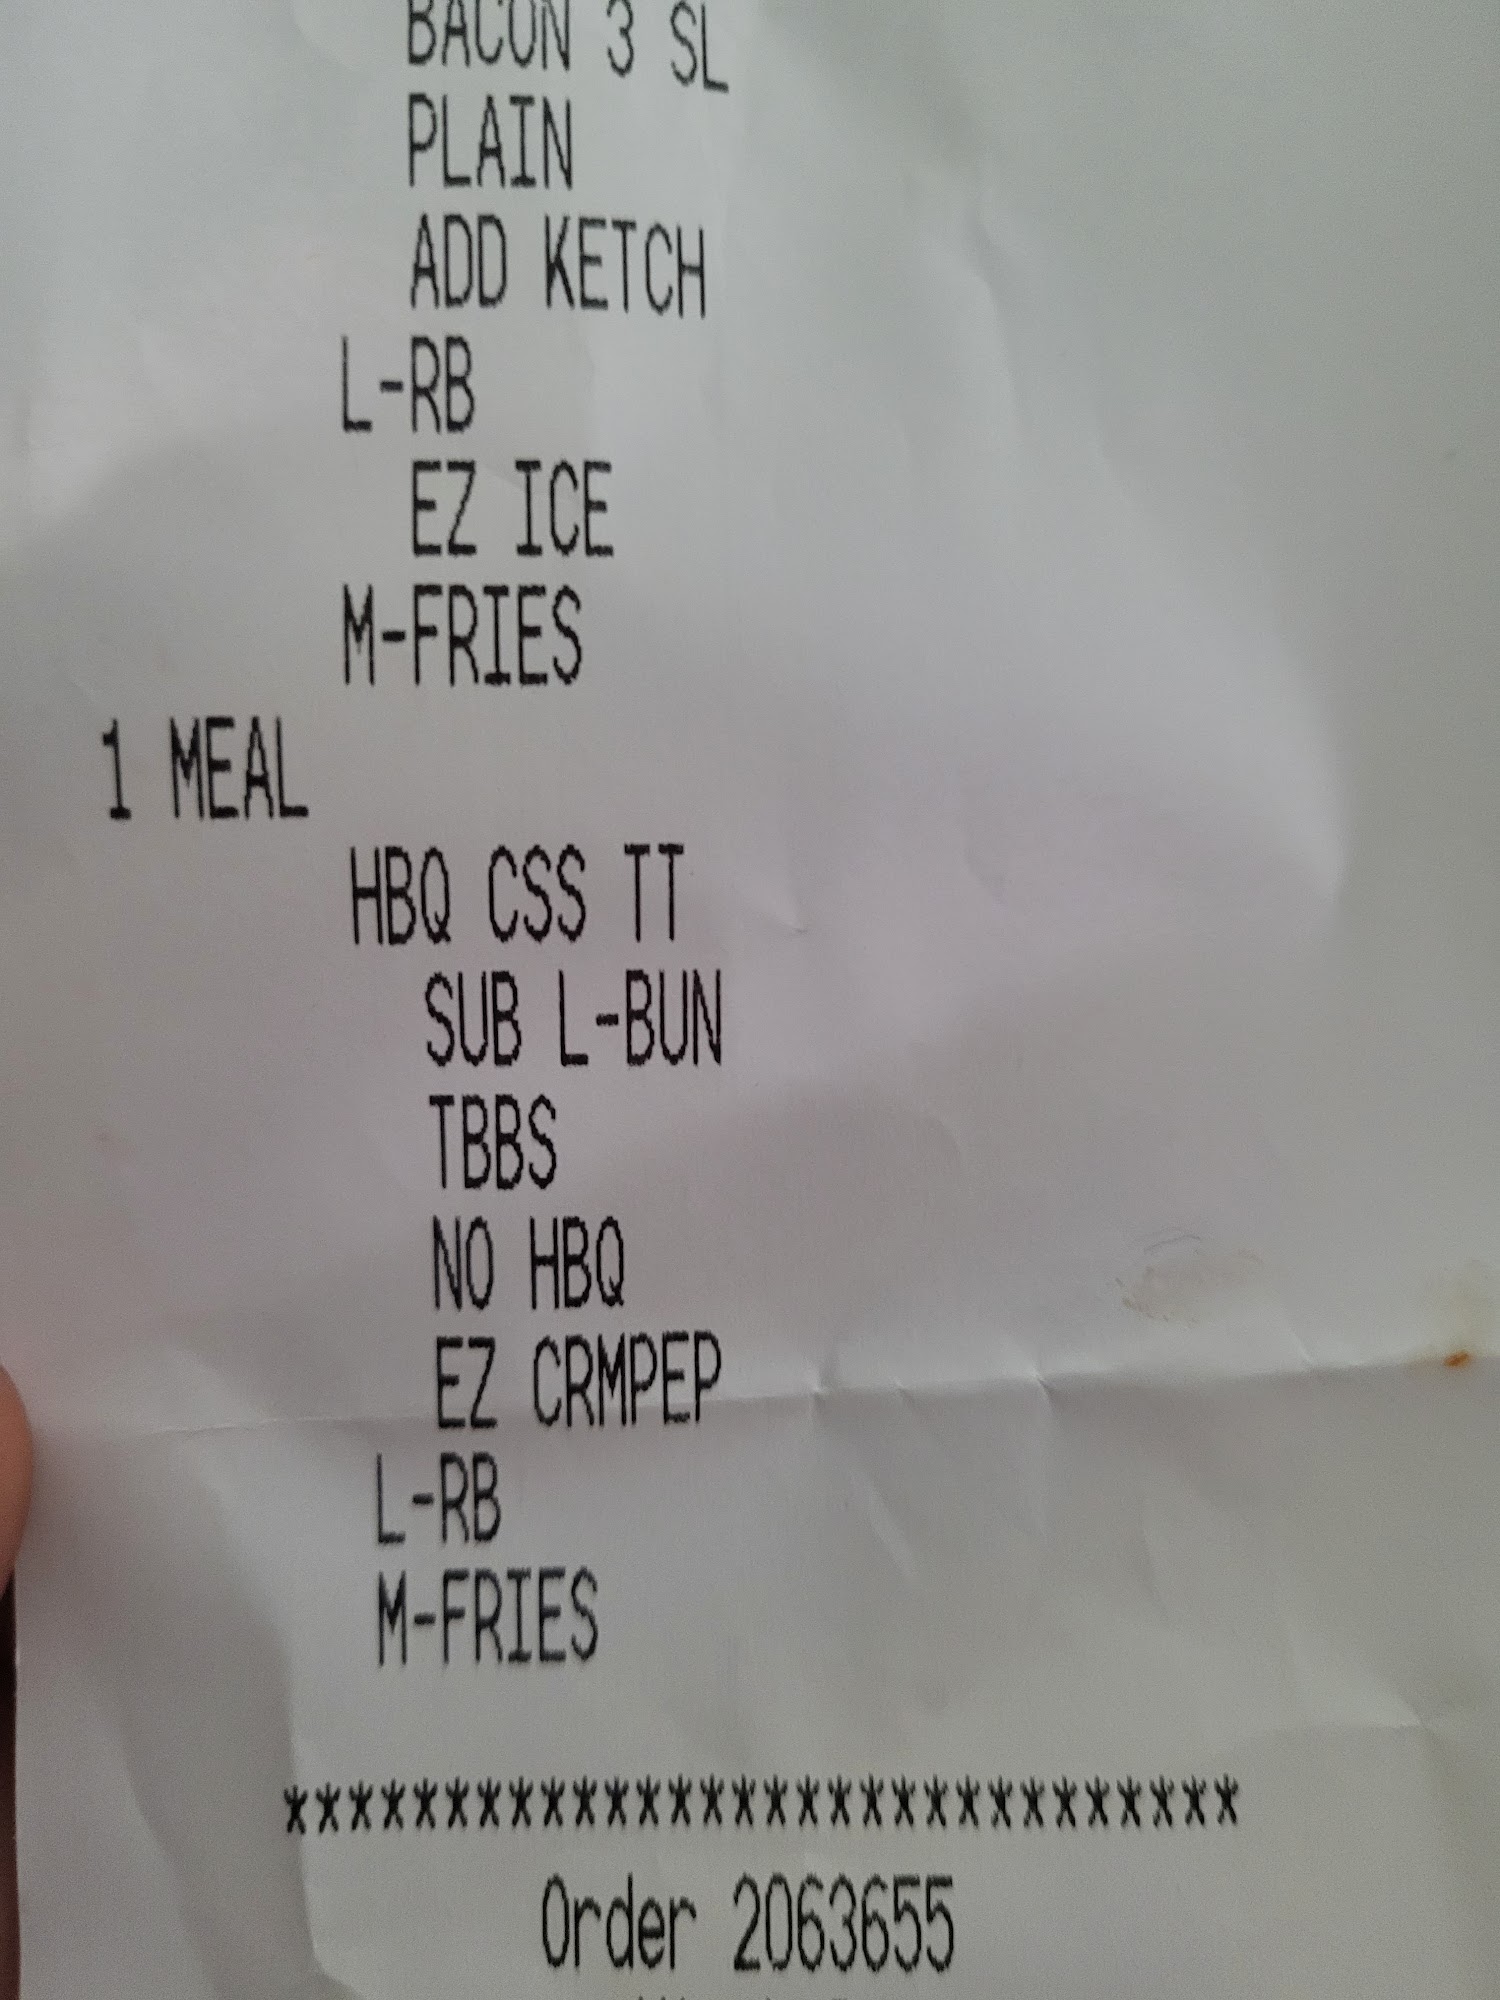 BACON 3 SL
PLAIN
ADD KETCH
L-RB
EZ ICE
M-FRIES
1 MEAL
HBQ CSS TT
SUB L-BUN
TBBS
NO HBQ
EZ CRMPEP
L-RB
M-FRIES
******************************
Order 2063655